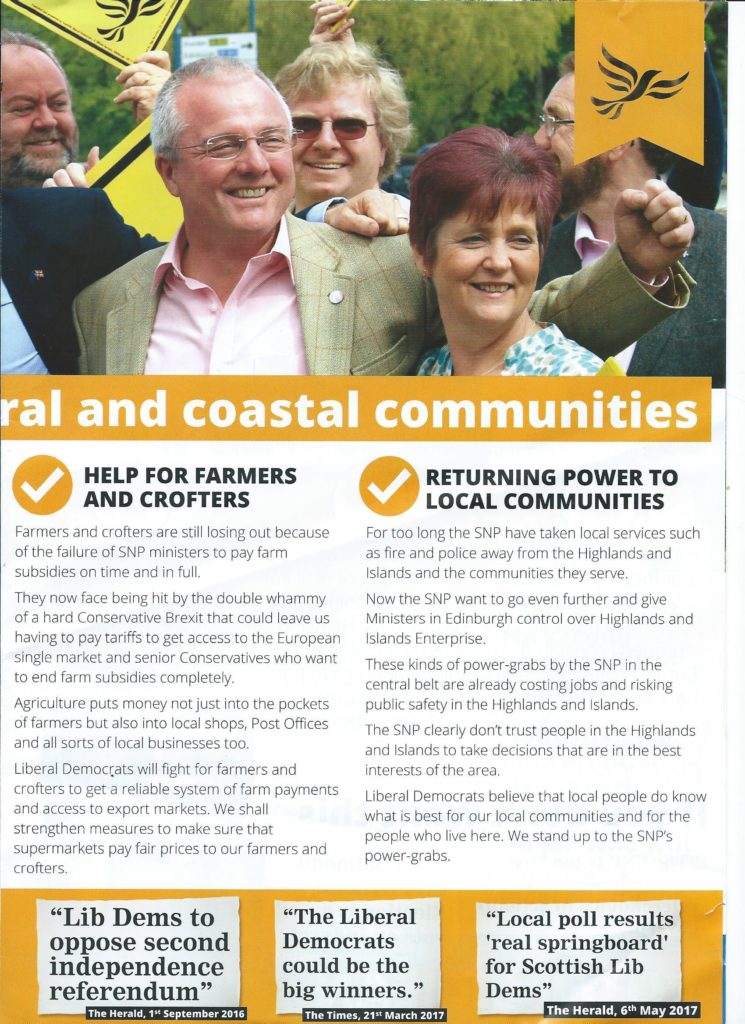 ral and coastal communities
HELP FOR FARMERS
AND CROFTERS
Farmers and crofters are still losing out because
of the failure of SNP ministers to pay farm
subsidies on time and in full.
They now face being hit by the double whammy
of a hard Conservative Brexit that could leave us
having to pay tariffs to get access to the European
single market and senior Conservatives who want
to end farm subsidies completely.
Agriculture puts money not just into the pockets
of farmers but also into local shops, Post Offices
and all sorts of local businesses too.
Liberal Democrats will fight for farmers and
crofters to get a reliable system of farm payments
and access to export markets. We shall
strengthen measures to make sure that
supermarkets pay fair prices to our farmers and
crofters.
RETURNING POWER TO
LOCAL COMMUNITIES
For too long the SNP have taken local services such
as fire and police away from the Highlands and
Islands and the communities they serve.
Now the SNP want to go even further and give
Ministers in Edinburgh control over Highlands and
Islands Enterprise.
These kinds of power-grabs by the SNP in the
central belt are already costing jobs and risking
public safety in the Highlands and Islands.
The SNP clearly don't trust people in the Highlands
and Islands to take decisions that are in the best
interests of the area.
Liberal Democrats believe that local people do know
what is best for our local communities and for the
people who live here. We stand up to the SNP's
power-grabs.
“Lib Dems to
oppose second
independence
referendum”
The Herald, 1st September 2016
“The Liberal
Democrats
could be the
big winners.”
The Times, 21st March 2017
“Local poll results
'real springboard'
for Scottish Lib
Dems”
The Herald, 6th May 2017